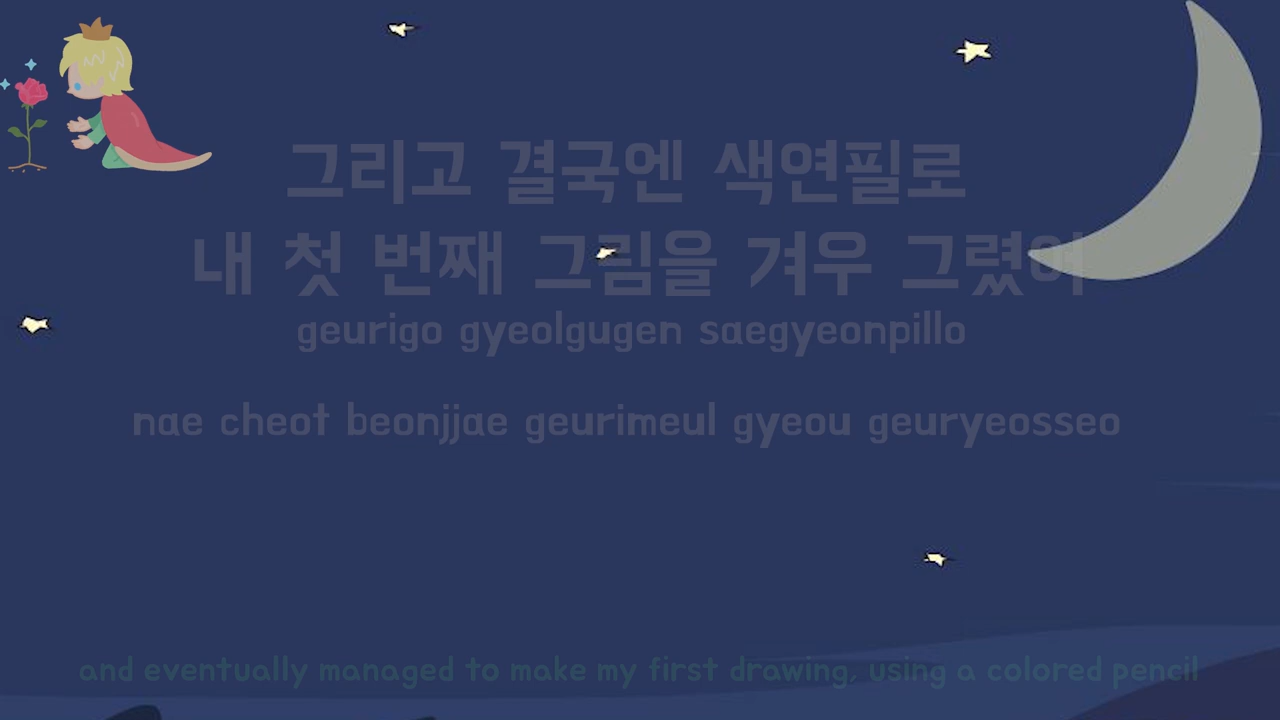 그리고 결국엔 색연필로
내 첫 번째 그림을 겨우 그렸어
geurigo gyeolgugen saegyeonpillo
nae cheot beonjjae geurimeul gyeou geuryeosseo
and eventually managed to make my first drawing, using a colored pencil